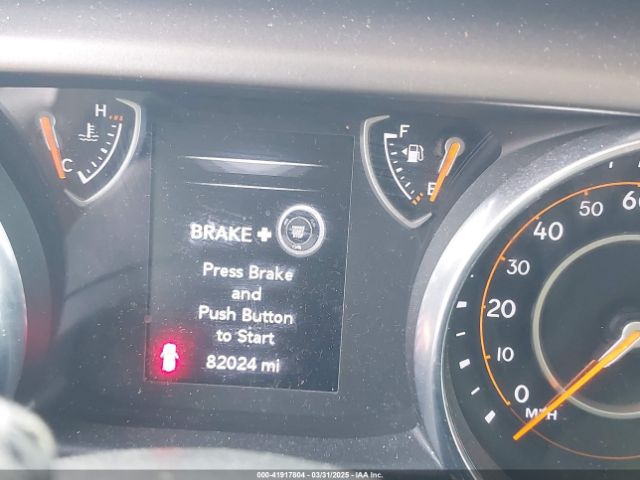 H
C
F
E
BRAKE +
Press Brake
and
Push Button
to Start
82024 mi
0
10
20
30
40
50
60
MPH
000-41917804 - 03/31/2025 - IAA Inc.